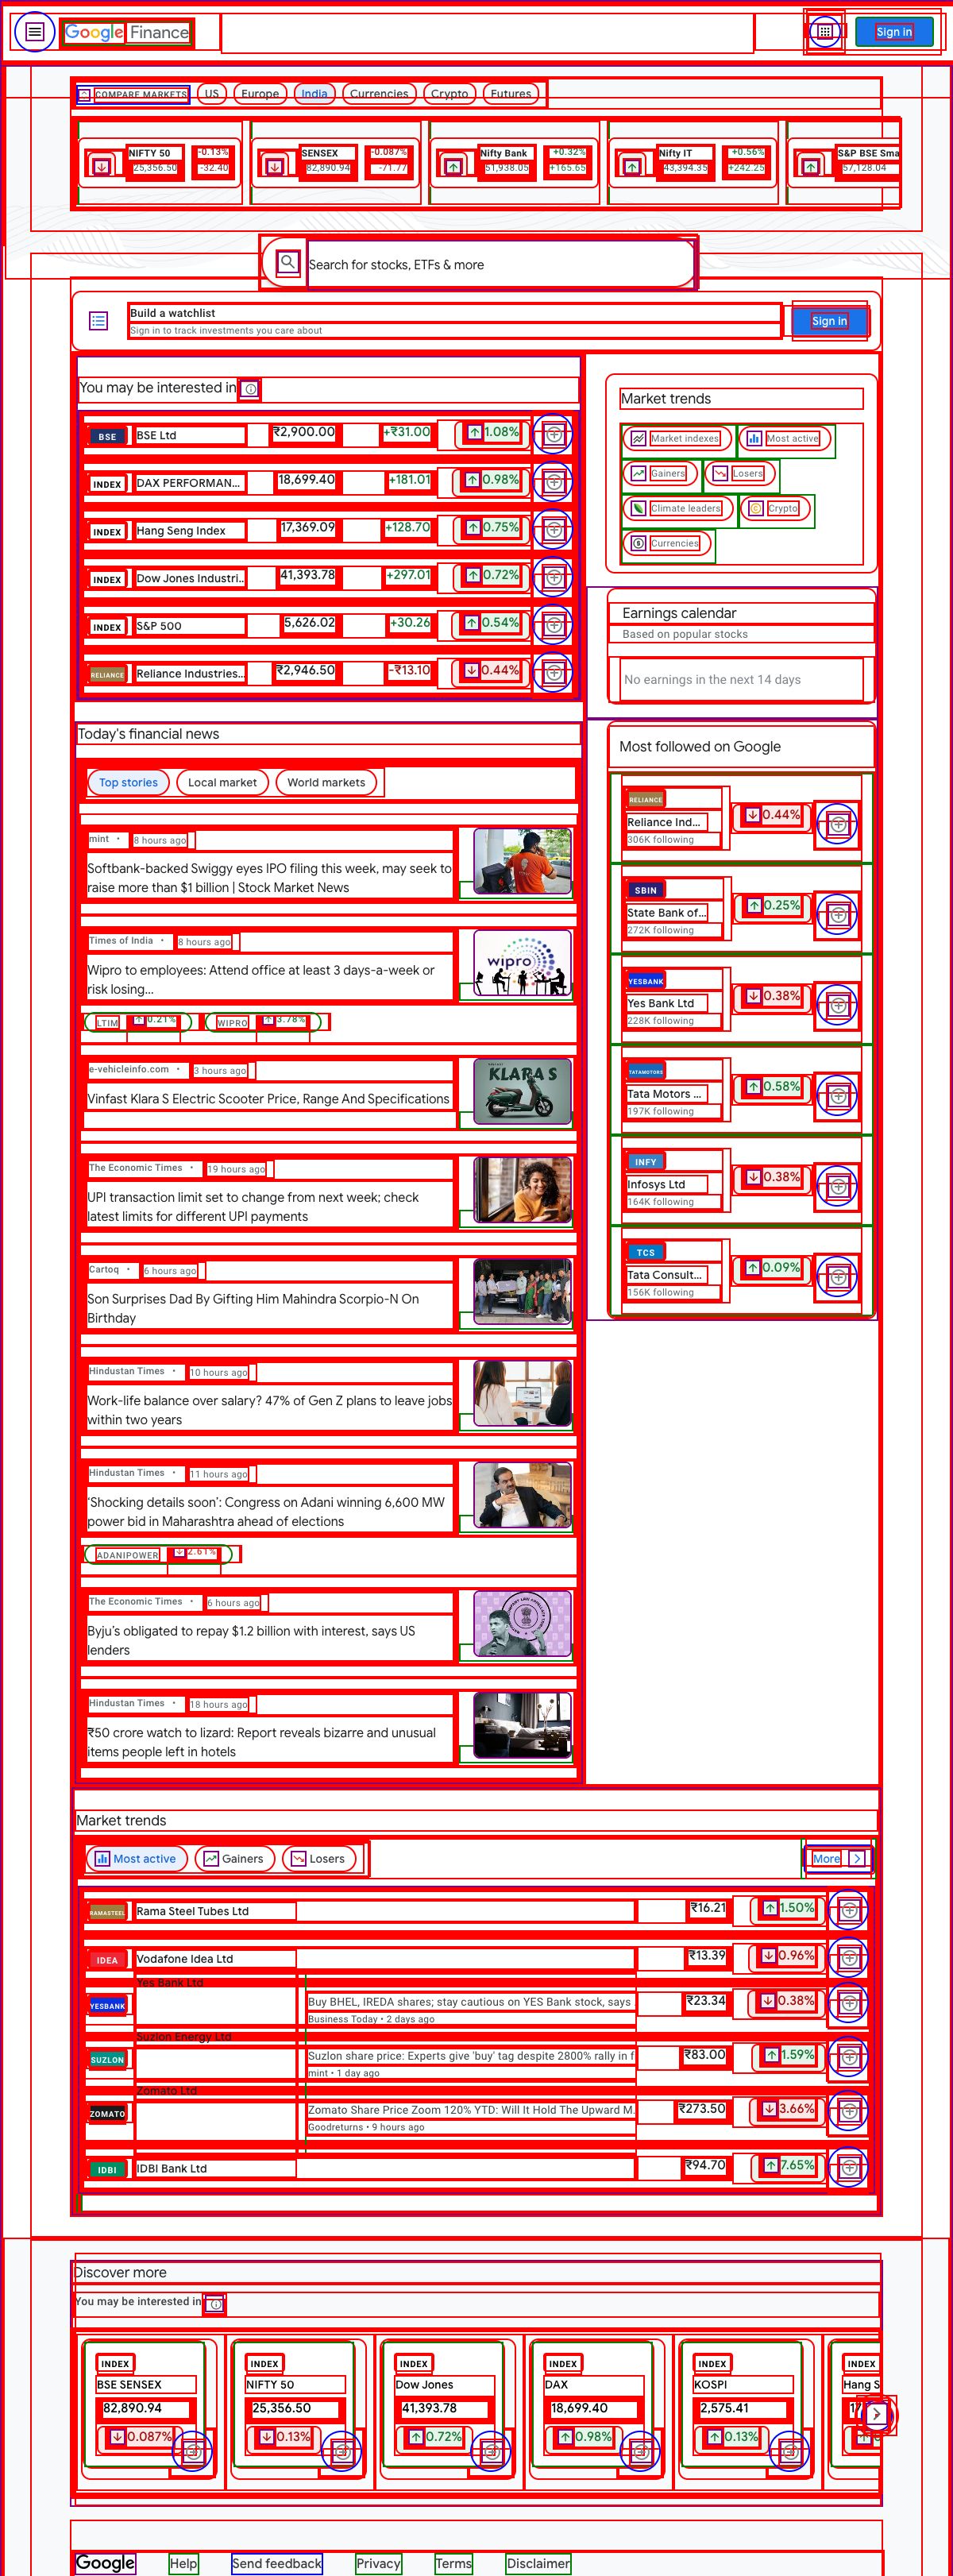 Google Finance
Sign in
COMPARE MARKETS US Europe India Currencies Crypto Futures
NIFTY 50 -0.13%
25,356.50 -32.40
SENSEX -0.087%
82,890.94 -71.77
Nifty Bank +0.32%
51,938.05 +165.65
Nifty IT +0.56%
43,394.35 +242.25
S&P BSE Sma
57,128.04
Search for stocks, ETFs & more
Build a watchlist
Sign in to track investments you care about
Sign in
You may be interested in
BSE BSE Ltd ₹2,900.00 +₹31.00 1.08%
INDEX DAX PERFORMAN... 18,699.40 +181.01 0.98%
INDEX Hang Seng Index 17,369.09 +128.70 0.75%
INDEX Dow Jones Industri... 41,393.78 +297.01 0.72%
INDEX S&P 500 5,626.02 +30.26 0.54%
RELIANCE Reliance Industries... ₹2,946.50 -₹13.10 0.44%
Market trends
Market indexes Most active
Gainers Losers
Climate leaders Crypto
Currencies
Earnings calendar
Based on popular stocks
No earnings in the next 14 days
Today's financial news
Top stories Local market World markets
mint • 8 hours ago
Softbank-backed Swiggy eyes IPO filing this week, may seek to
raise more than $1 billion | Stock Market News
Times of India • 8 hours ago
Wipro to employees: Attend office at least 3 days-a-week or
risk losing...
wipro
LTIM 0.21% WIPRO 3.78%
e-vehicleinfo.com • 3 hours ago
Vinfast Klara S Electric Scooter Price, Range And Specifications
KLARA S
The Economic Times • 19 hours ago
UPI transaction limit set to change from next week; check
latest limits for different UPI payments
Cartoq • 6 hours ago
Son Surprises Dad By Gifting Him Mahindra Scorpio-N On
Birthday
Hindustan Times • 10 hours ago
Work-life balance over salary? 47% of Gen Z plans to leave jobs
within two years
Hindustan Times • 11 hours ago
‘Shocking details soon’: Congress on Adani winning 6,600 MW
power bid in Maharashtra ahead of elections
ADANIPOWER 2.61%
The Economic Times • 6 hours ago
Byju’s obligated to repay $1.2 billion with interest, says US
lenders
Hindustan Times • 18 hours ago
₹50 crore watch to lizard: Report reveals bizarre and unusual
items people left in hotels
Most followed on Google
RELIANCE
Reliance Ind... 0.44%
306K following
SBIN
State Bank of... 0.25%
272K following
YESBANK
Yes Bank Ltd 0.38%
228K following
TATAMOTORS
Tata Motors ... 0.58%
197K following
INFY
Infosys Ltd 0.38%
164K following
TCS
Tata Consult... 0.09%
156K following
Market trends
Most active Gainers Losers More
RAMASTEEL Rama Steel Tubes Ltd ₹16.21 1.50%
IDEA Vodafone Idea Ltd ₹13.39 0.96%
Yes Bank Ltd
YESBANK Buy BHEL, IREDA shares; stay cautious on YES Bank stock, says ₹23.34 0.38%
Business Today • 2 days ago
Suzlon Energy Ltd
SUZLON Suzlon share price: Experts give 'buy' tag despite 2800% rally in f ₹83.00 1.59%
mint • 1 day ago
Zomato Ltd
ZOMATO Zomato Share Price Zoom 120% YTD: Will It Hold The Upward M. ₹273.50 3.66%
Goodreturns • 9 hours ago
IDBI IDBI Bank Ltd ₹94.70 7.65%
Discover more
You may be interested in
INDEX
BSE SENSEX
82,890.94
0.087%
INDEX
NIFTY 50
25,356.50
0.13%
INDEX
Dow Jones
41,393.78
0.72%
INDEX
DAX
18,699.40
0.98%
INDEX
KOSPI
2,575.41
0.13%
INDEX
Hang S
Google Help Send feedback Privacy Terms Disclaimer